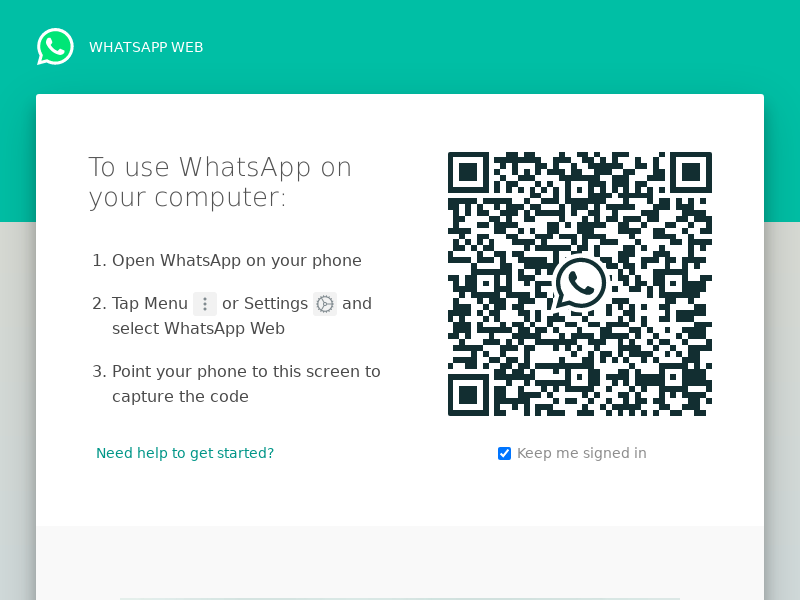 WHATSAPP WEB
To use WhatsApp on
your computer:
1. Open WhatsApp on your phone
2. Tap Menu or Settings and
select WhatsApp Web
3. Point your phone to this screen to
capture the code
Need help to get started?
Keep me signed in